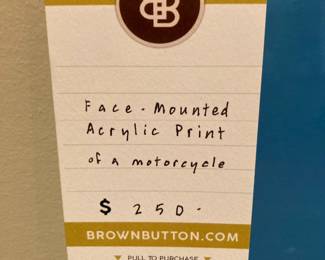 Face-Mounted
Acrylic Print
of a motorcycle
$ 250-
BROWNBUTTON.COM
▼ PULL TO PURCHASE ▼